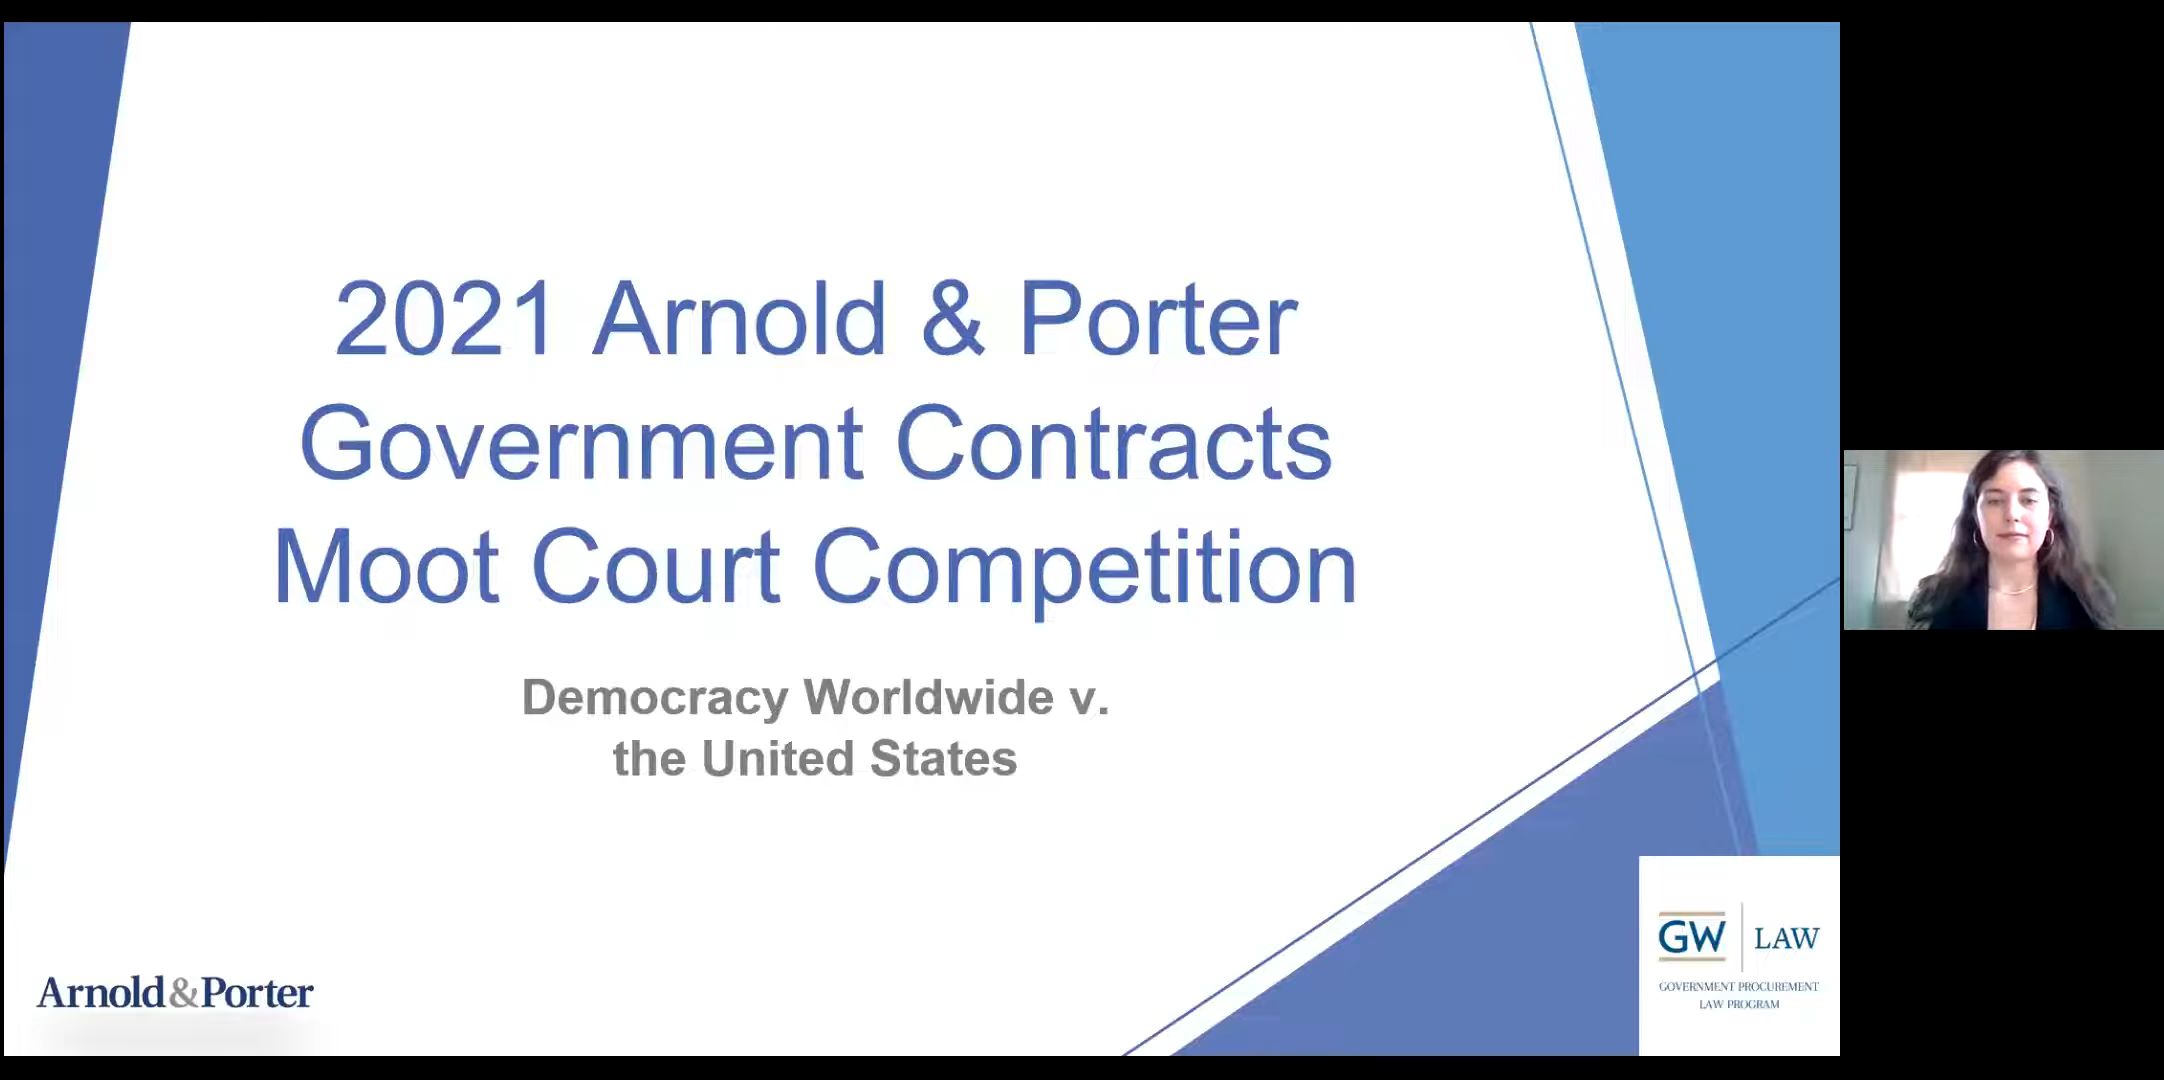 2021 Arnold & Porter
Government Contracts
Moot Court Competition
Democracy Worldwide v.
the United States
Arnold&Porter
GW LAW
GOVERNMENT PROCUREMENT
LAW PROGRAM